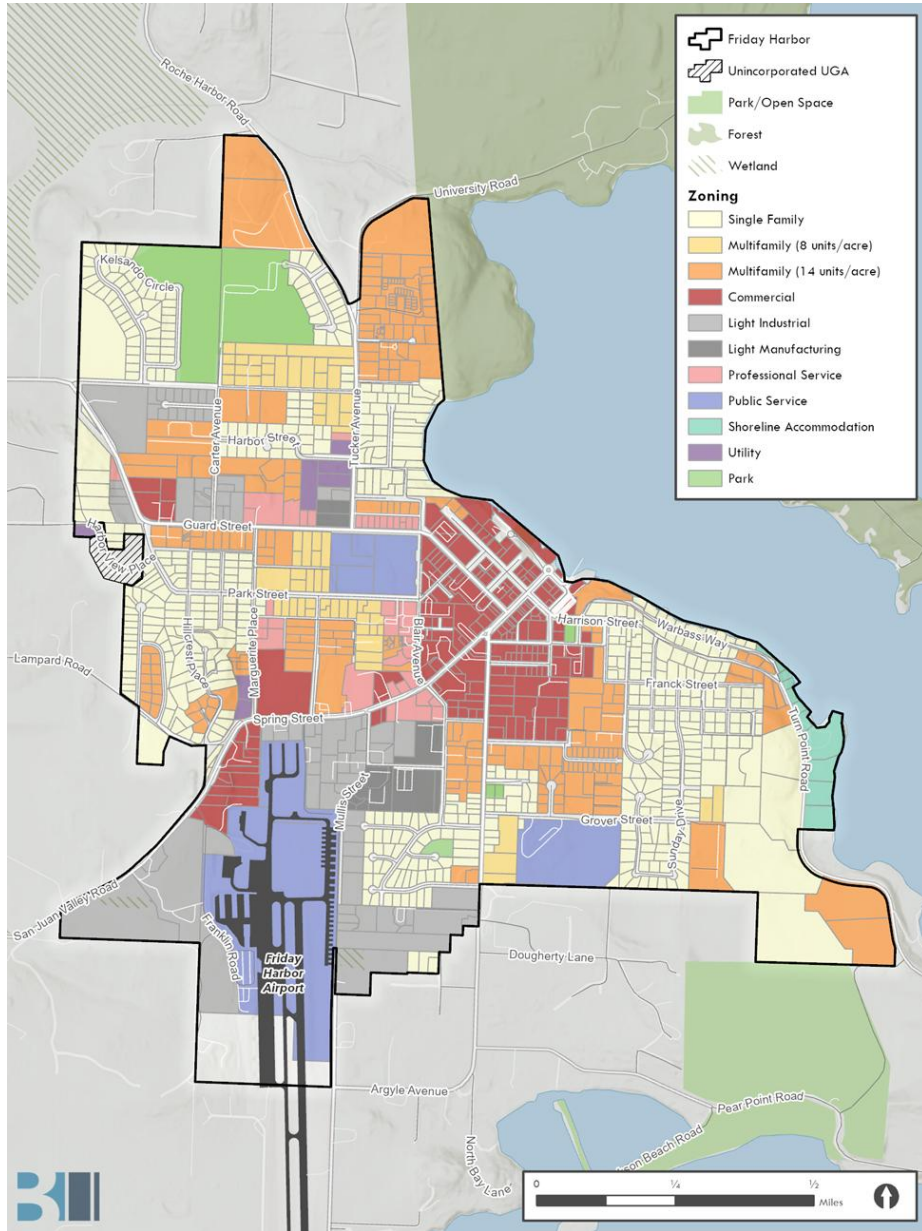 Friday Harbor
Unincorporated UGA
Park/Open Space
Forest
Wetland
Zoning
Single Family
Multifamily (8 units/acre)
Multifamily (14 units/acre)
Commercial
Light Industrial
Light Manufacturing
Professional Service
Public Service
Shoreline Accommodation
Utility
Park
Roche Harbor Road
University Road
Kelsando Circle
Carter Avenue
Harbor Street
Tucker Avenue
Guard Street
Harbor View Place
Park Street
Marguerite Place
Hillcrest Place
Blair Avenue
Harrison Street
Warbass Way
Lampard Road
Franck Street
Spring Street
Turn Point Road
Mullis Street
Grover Street
Sunday Drive
San Juan Valley Road
Franklin Road
Friday
Harbor
Airport
Dougherty Lane
Argyle Avenue
Pear Point Road
North Bay Lane
son Beach Road
0
¼
½
Miles